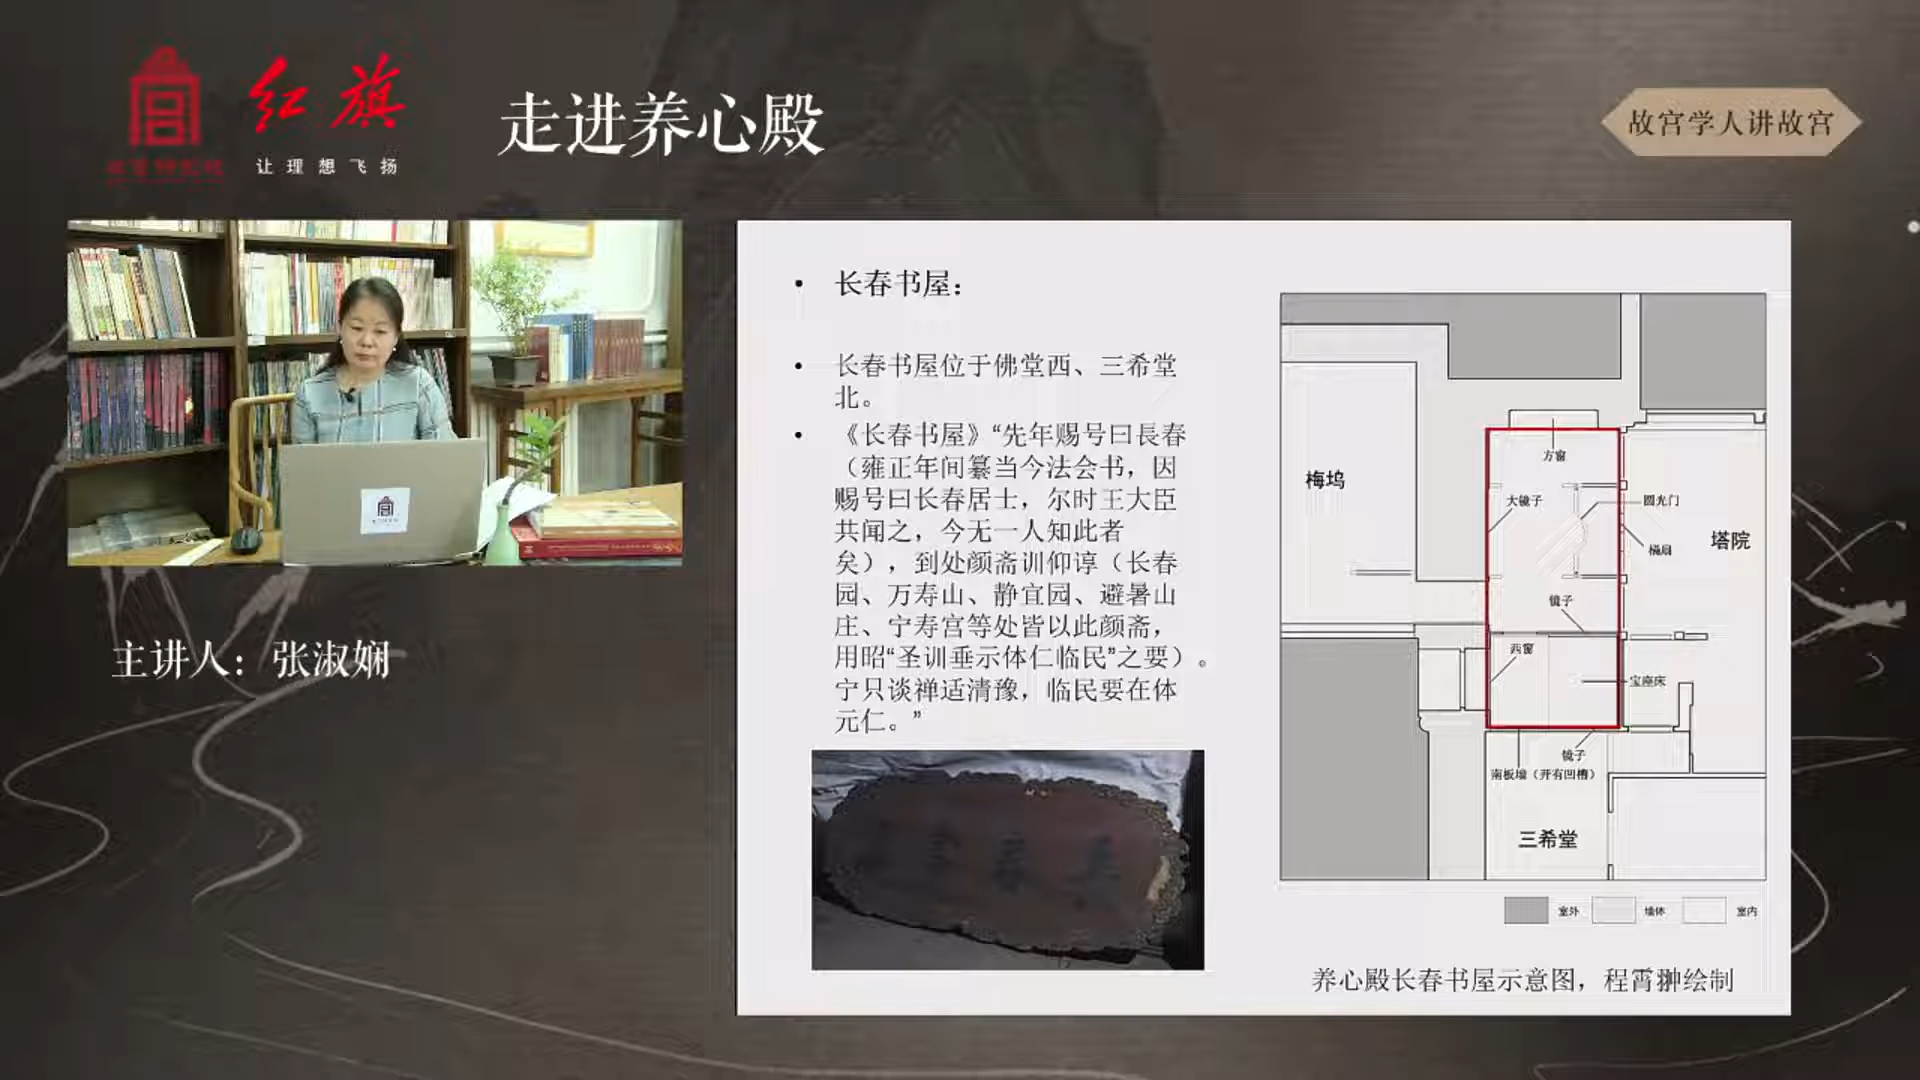 红旗
让理想飞扬
走进养心殿
故宫学人讲故宫
主讲人：张淑娴
• 长春书屋：
• 长春书屋位于佛堂西、三希堂
北。
• 《长春书屋》“先年赐号曰長春
（雍正年间纂当今法会书，因
赐号曰长春居士，尔时王大臣
共闻之，今无一人知此者
矣），到处颜斋训仰谆（长春
园、万寿山、静宜园、避暑山
庄、宁寿宫等处皆以此颜斋，
用昭“圣训垂示体仁临民”之要）。
宁只谈禅适清豫，临民要在体
元仁。”
方窗
梅坞
大镜子
圆光门
塔院
槅扇
镜子
西窗
宝座床
镜子
南板墙（开有凹槽）
三希堂
室外
墙体
室内
养心殿长春书屋示意图，程霄翀绘制